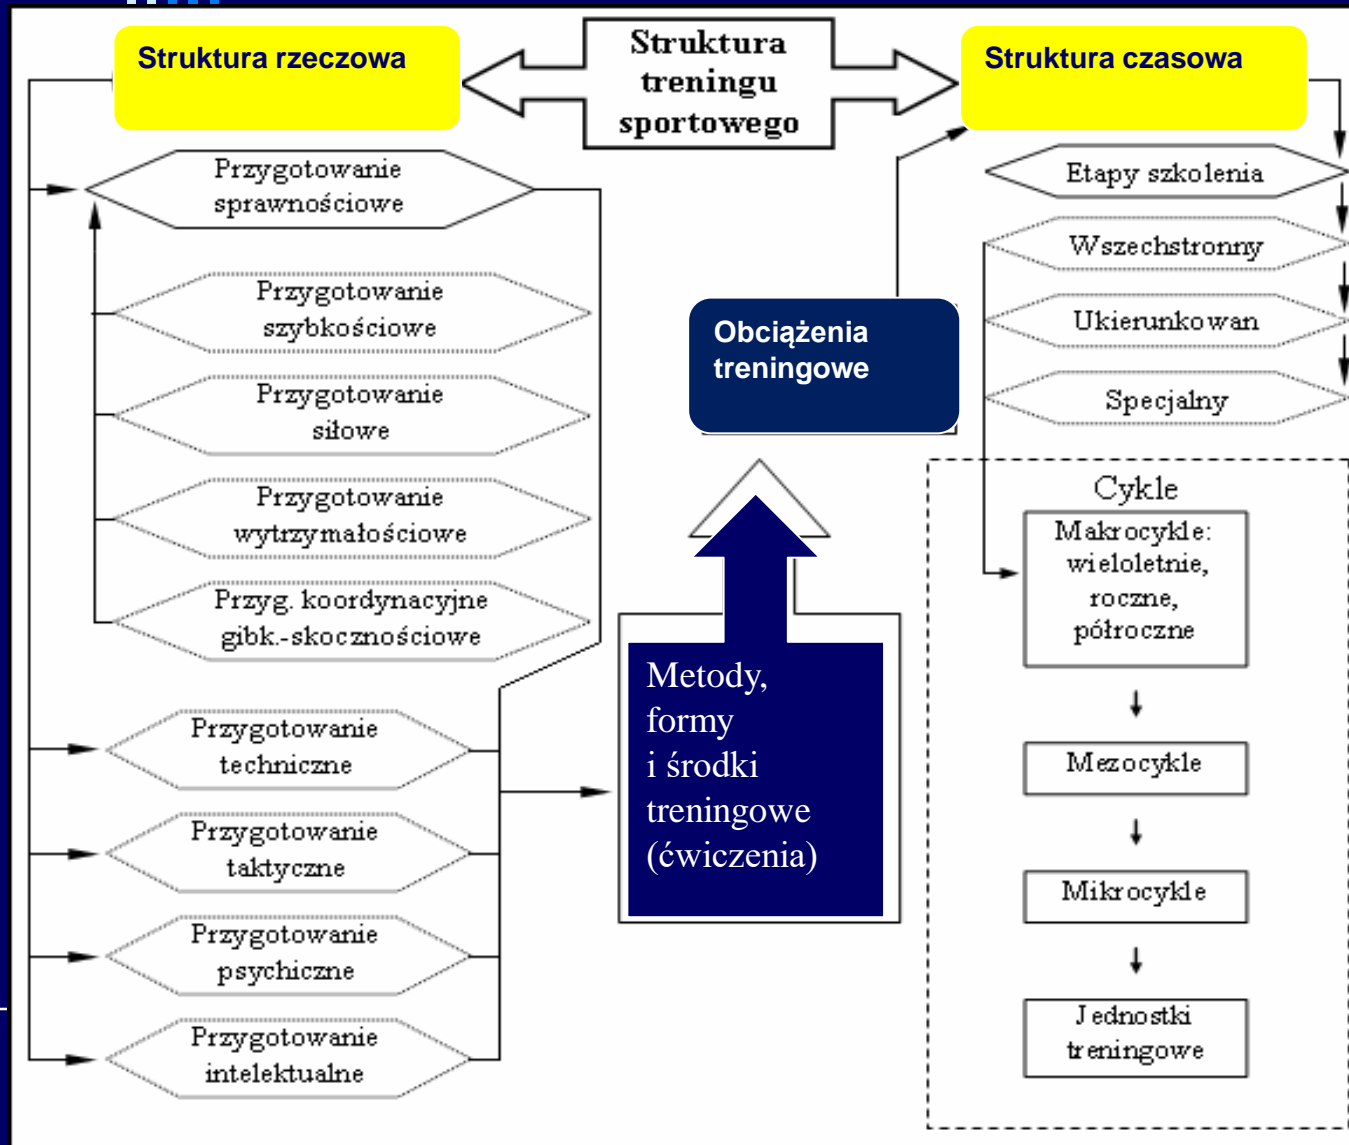 Struktura
treningu
sportowego
Struktura rzeczowa
Przygotowanie
sprawnościowe
Przygotowanie
szybkościowe
Przygotowanie
siłowe
Przygotowanie
wytrzymałościowe
Przyg. koordynacyjne
gibk.-skocznościowe
Przygotowanie
techniczne
Przygotowanie
taktyczne
Przygotowanie
psychiczne
Przygotowanie
intelektualne
Metody,
formy
i środki
treningowe
(ćwiczenia)
Obciążenia
treningowe
Struktura czasowa
Etapy szkolenia
Wszechstronny
Ukierunkowan
Specjalny
Cykle
Makrocykle:
wieloletnie,
roczne,
półroczne
Mezocykle
Mikrocykle
Jednostki
treningowe